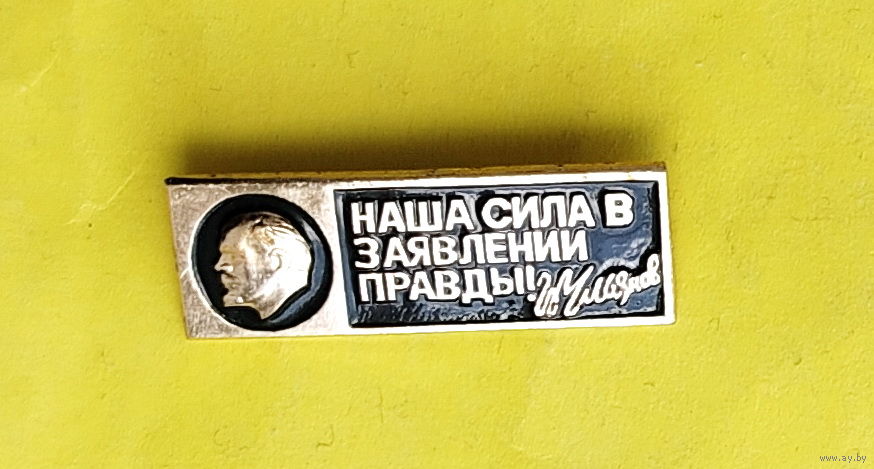 НАША СИЛА В
ЗАЯВЛЕНИИ
ПРАВДЫ!!
Ульянов
www.ay.by